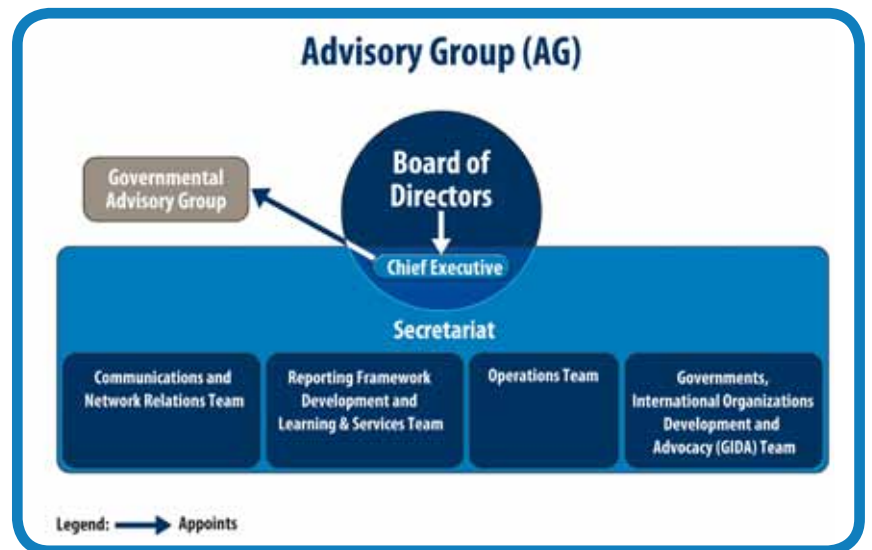 Advisory Group (AG)
Board of
Directors
Governmental
Advisory Group
Chief Executive
Secretariat
Communications and
Network Relations Team
Reporting Framework
Development and
Learning & Services Team
Operations Team
Governments,
International Organizations
Development and
Advocacy (GIDA) Team
Legend: Appoints